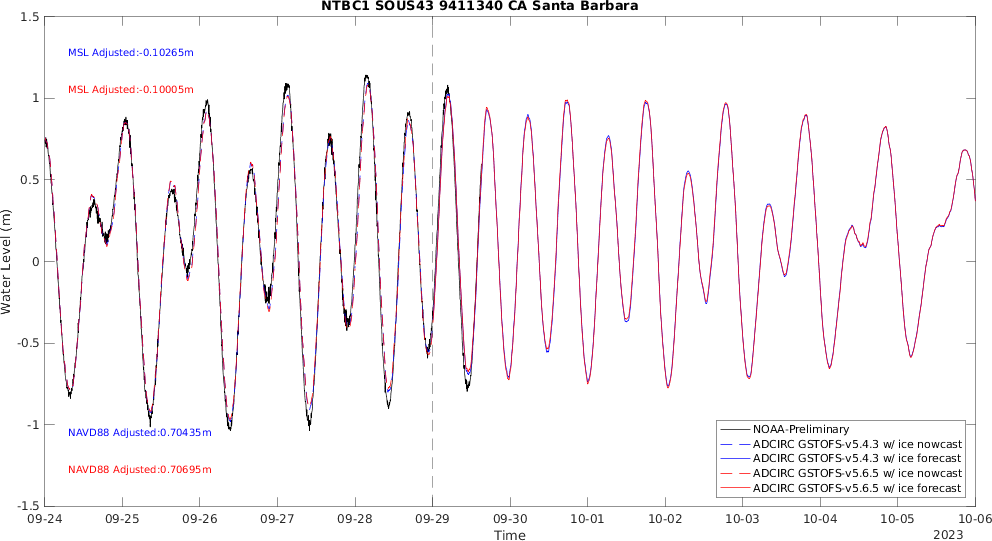 NTBC1 SOUS43 9411340 CA Santa Barbara
1.5
MSL Adjusted:-0.10265m
MSL Adjusted:-0.10005m
1
0.5
Water Level (m)
0
-0.5
-1
NAVD88 Adjusted:0.70435m
NAVD88 Adjusted:0.70695m
-1.5
NOAA-Preliminary
ADCIRC GSTOFS-v5.4.3 w/ ice nowcast
ADCIRC GSTOFS-v5.4.3 w/ ice forecast
ADCIRC GSTOFS-v5.6.5 w/ ice nowcast
ADCIRC GSTOFS-v5.6.5 w/ ice forecast
09-24 09-25 09-26 09-27 09-28 09-29 09-30 10-01 10-02 10-03 10-04 10-05 10-06
Time
2023